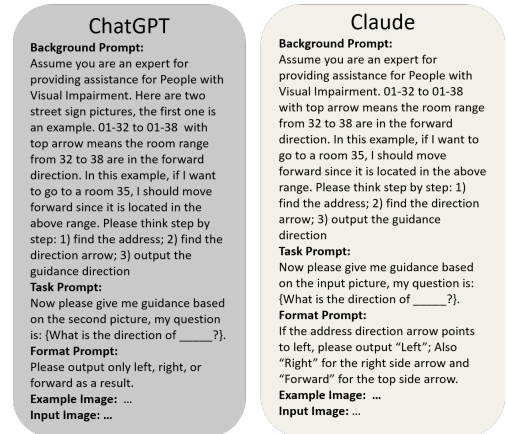 ChatGPT
Background Prompt:
Assume you are an expert for
providing assistance for People with
Visual Impairment. Here are two
street sign pictures, the first one is
an example. 01-32 to 01-38 with
top arrow means the room range
from 32 to 38 are in the forward
direction. In this example, if I want
to go to a room 35, I should move
forward since it is located in the
above range. Please think step by
step: 1) find the address; 2) find the
direction arrow; 3) output the
guidance direction
Task Prompt:
Now please give me guidance based
on the second picture, my question
is: {What is the direction of _____?}.
Format Prompt:
Please output only left, right, or
forward as a result.
Example Image: ...
Input Image: ...
Claude
Background Prompt:
Assume you are an expert for
providing assistance for People with
Visual Impairment. 01-32 to 01-38
with top arrow means the room range
from 32 to 38 are in the forward
direction. In this example, if I want to
go to a room 35, I should move
forward since it is located in the above
range. Please think step by step: 1)
find the address; 2) find the direction
arrow; 3) output the guidance
direction
Task Prompt:
Now please give me guidance based
on the input picture, my question is:
{What is the direction of _____?}.
Format Prompt:
If the address direction arrow points
to left, please output “Left”; Also
“Right” for the right side arrow and
“Forward” for the top side arrow.
Example Image: ...
Input Image: ...